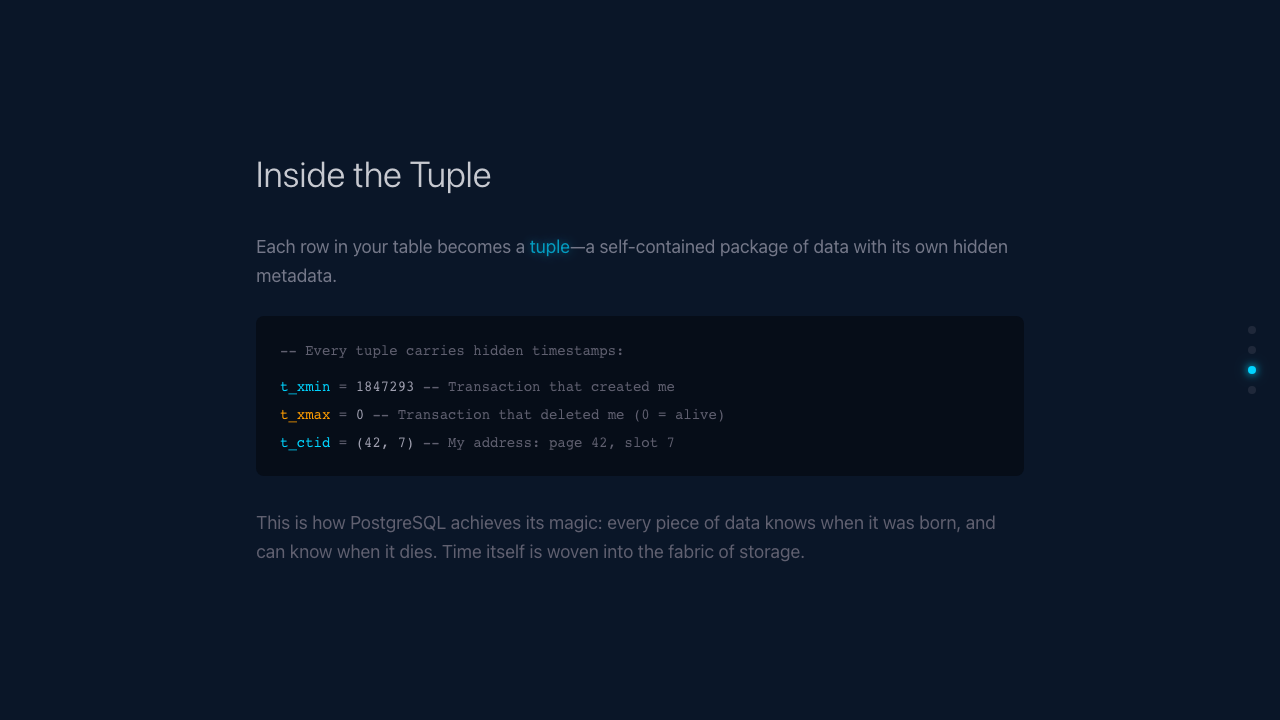 Inside the Tuple
Each row in your table becomes a tuple—a self-contained package of data with its own hidden
metadata.
-- Every tuple carries hidden timestamps:
t_xmin = 1847293 -- Transaction that created me
t_xmax = 0 -- Transaction that deleted me (0 = alive)
t_ctid = (42, 7) -- My address: page 42, slot 7
This is how PostgreSQL achieves its magic: every piece of data knows when it was born, and
can know when it dies. Time itself is woven into the fabric of storage.